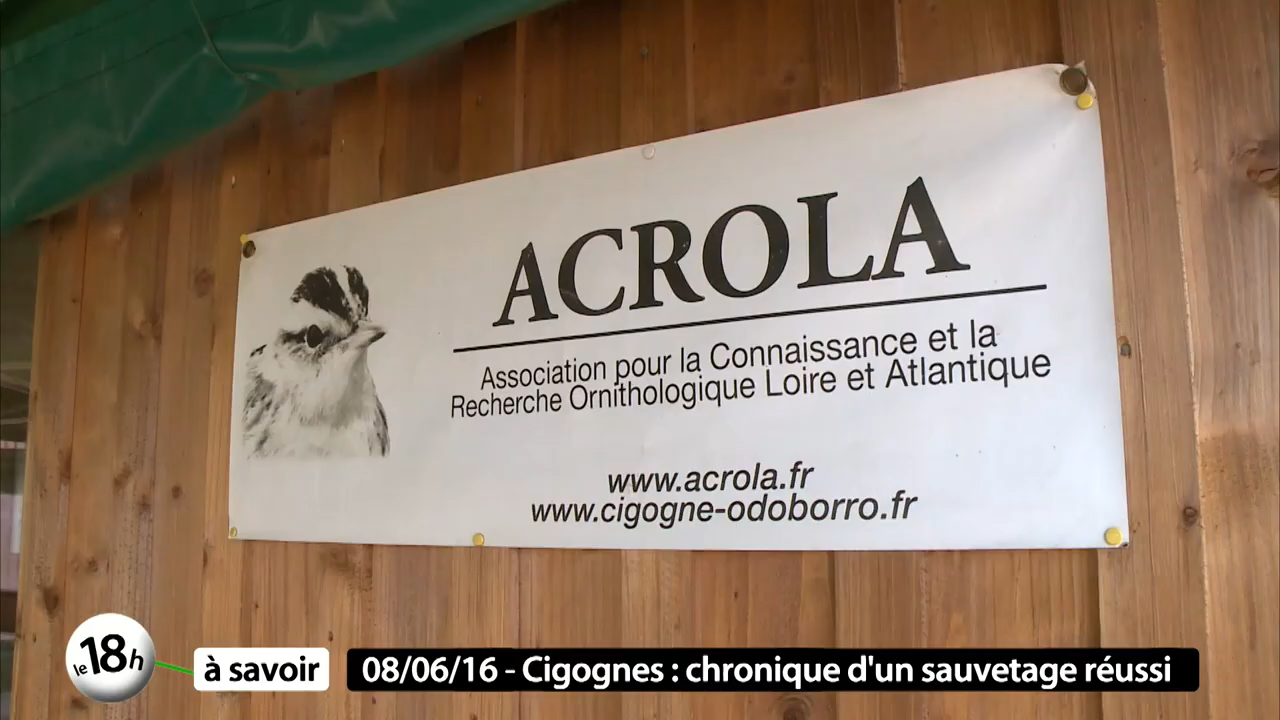 ACROLA
Association pour la Connaissance et la
Recherche Ornithologique Loire et Atlantique
www.acrola.fr
www.cigogne-odoborro.fr
le 18h
à savoir
08/06/16 - Cigognes : chronique d'un sauvetage réussi